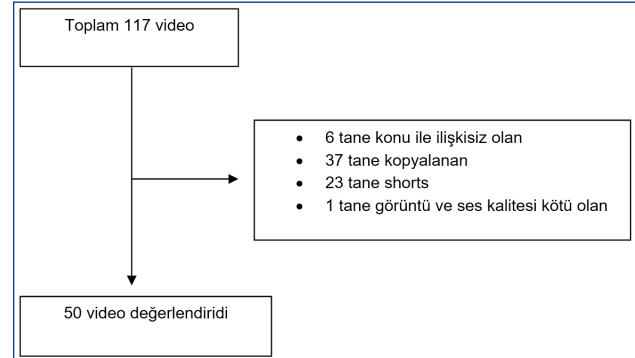 Toplam 117 video
• 6 tane konu ile ilişkisiz olan
• 37 tane kopyalanan
• 23 tane shorts
• 1 tane görüntü ve ses kalitesi kötü olan
50 video değerlendiridi